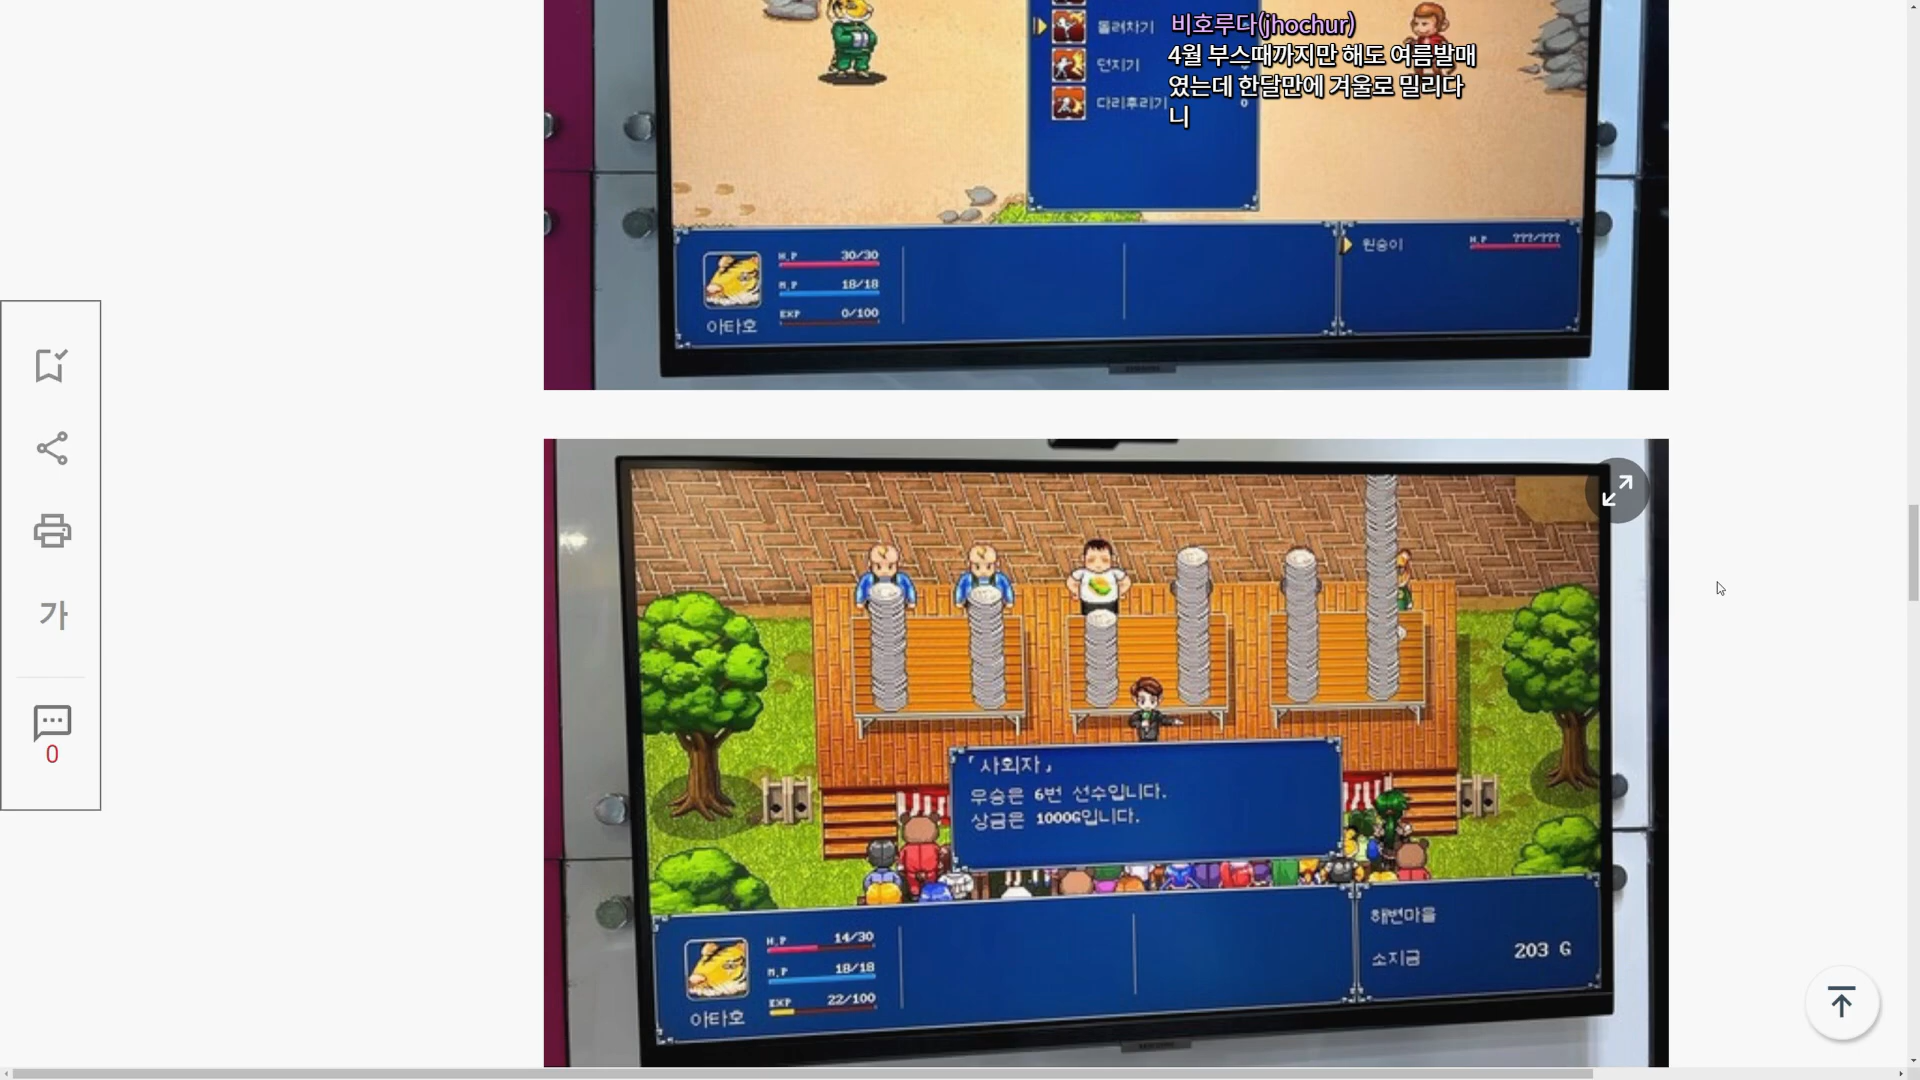 돌려차기
던지기
다리후리기
0
비호루다(jhochur)
4월 부스때까지만 해도 여름발매
였는데 한달만에 겨울로 밀리다
니
H.P 30/30
M.P 18/18
EXP 0/100
아타호
원숭이
H.P ???/???
가
0
「사회자」
우승은 6번 선수입니다.
상금은 1000G입니다.
H.P 14/30
M.P 18/18
EXP 22/100
아타호
해변마을
소지금 203 G